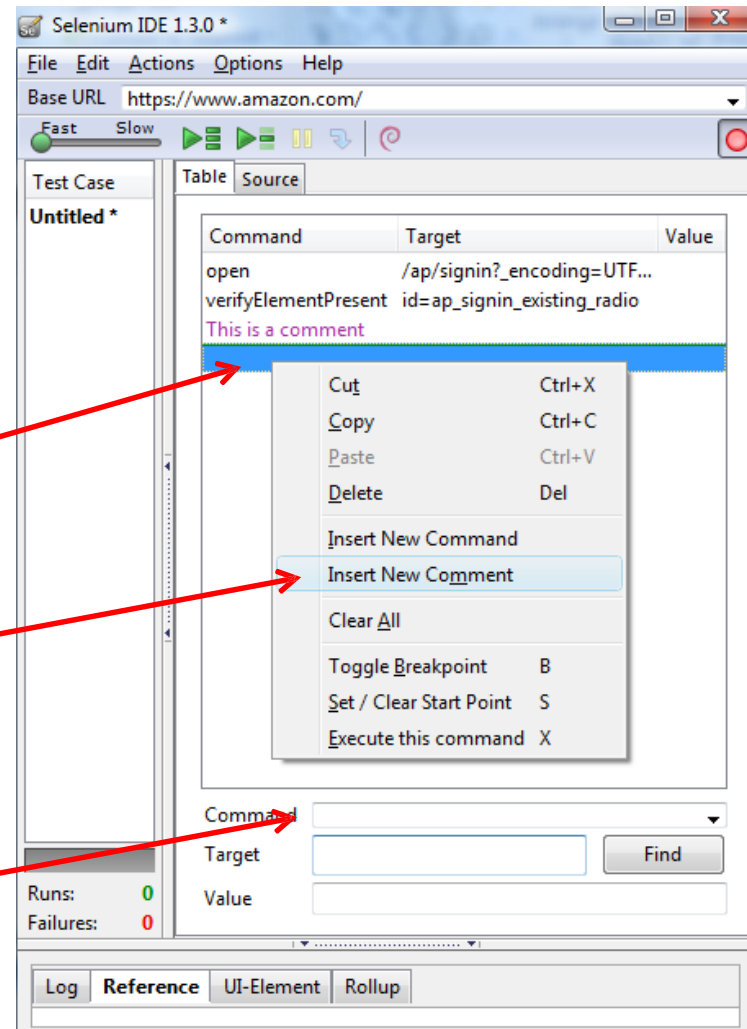 Selenium IDE 1.3.0 *
File Edit Actions Options Help
Base URL https://www.amazon.com/
Fast Slow
Test Case
Table Source
Untitled *
Command Target Value
open /ap/signin?_encoding=UTF...
verifyElementPresent id=ap_signin_existing_radio
This is a comment
Cut Ctrl+X
Copy Ctrl+C
Paste Ctrl+V
Delete Del
Insert New Command
Insert New Comment
Clear All
Toggle Breakpoint B
Set / Clear Start Point S
Execute this command X
Command
Target Find
Value
Runs: 0
Failures: 0
Log Reference UI-Element Rollup